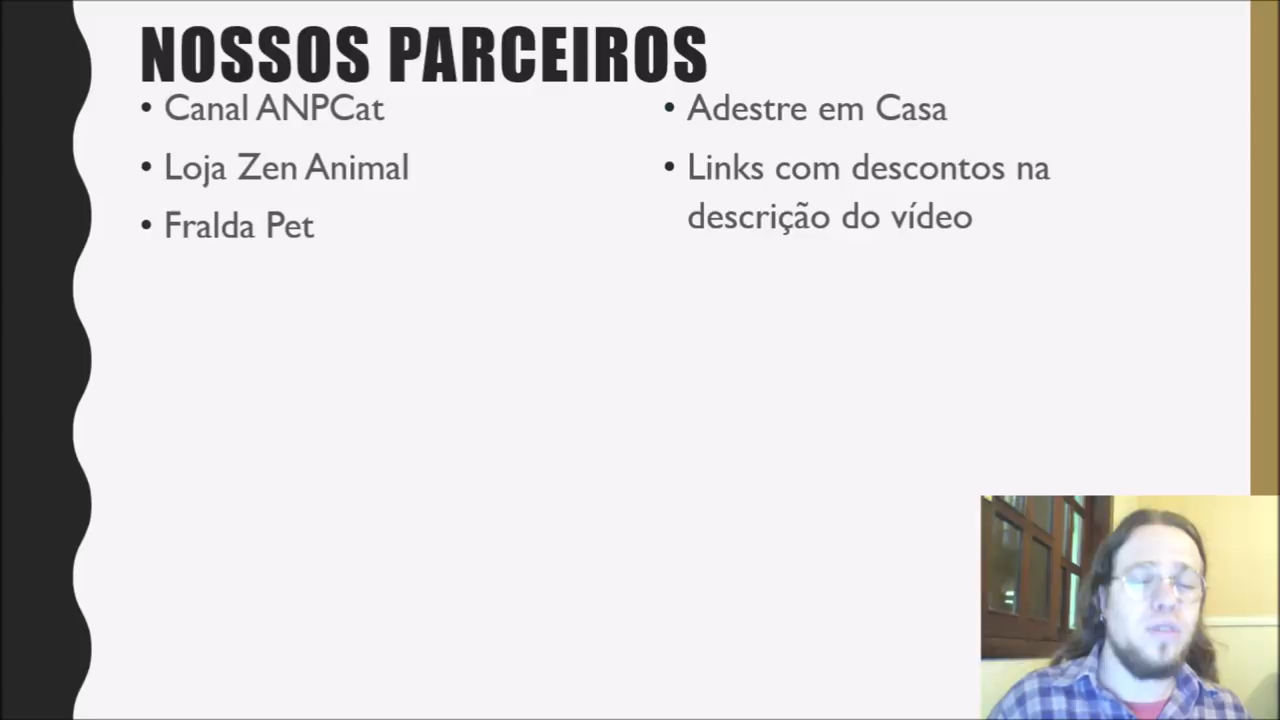 NOSSOS PARCEIROS
• Canal ANPCat
• Loja Zen Animal
• Fralda Pet
• Adestre em Casa
• Links com descontos na
descrição do vídeo